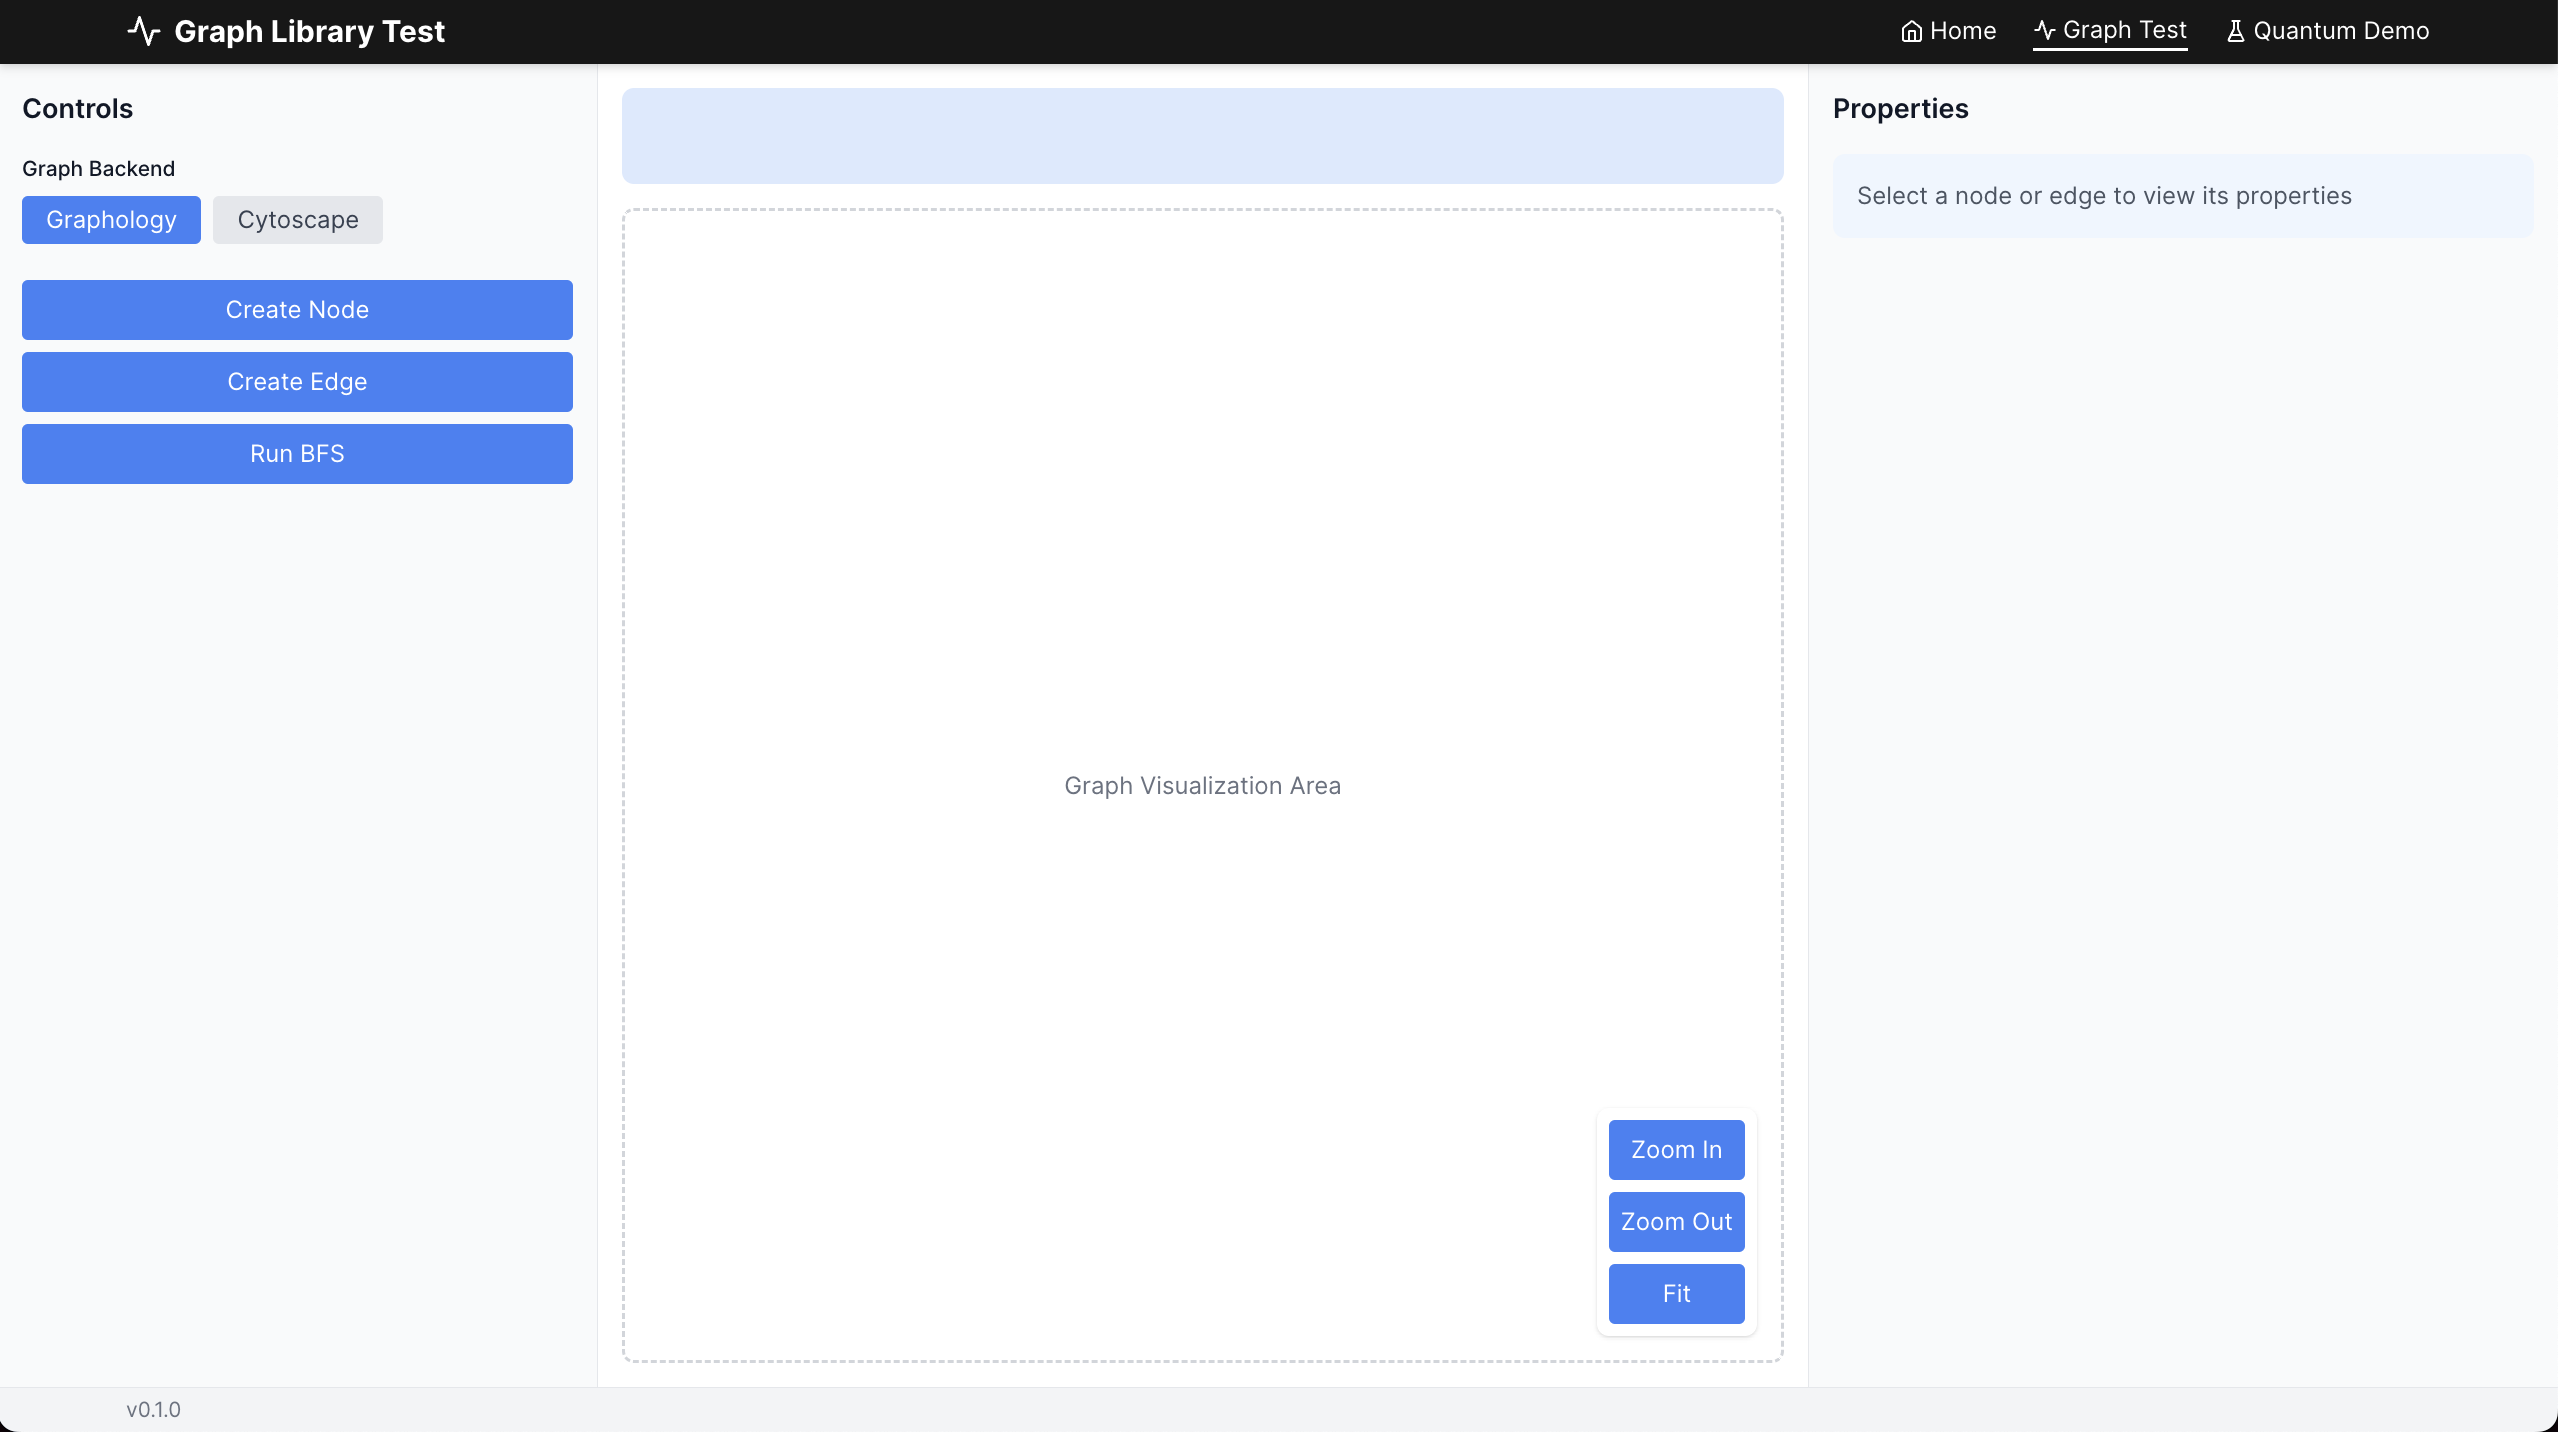 Graph Library Test
Home
Graph Test
Quantum Demo
Controls
Graph Backend
Graphology
Cytoscape
Create Node
Create Edge
Run BFS
Graph Visualization Area
Zoom In
Zoom Out
Fit
Properties
Select a node or edge to view its properties
v0.1.0